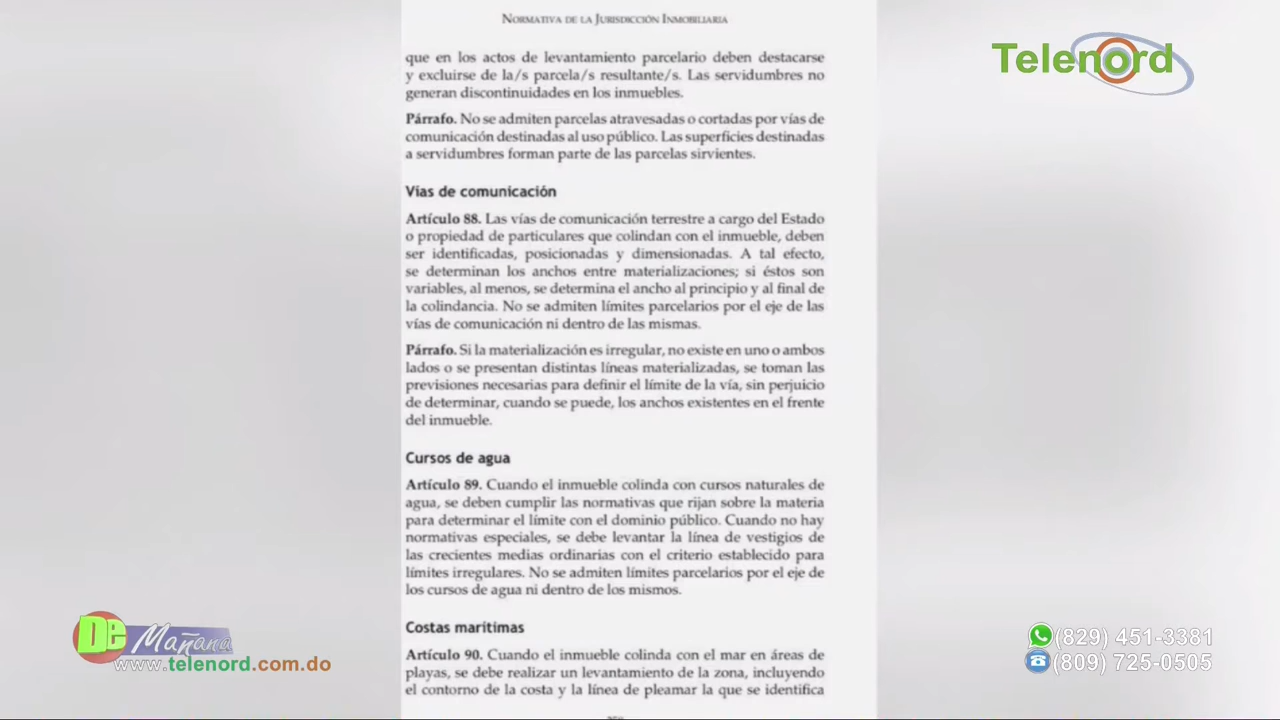 NORMATIVA DE LA JURISDICCIÓN INMOBILIARIA
Telenord
que en los actos de levantamiento parcelario deben destacarse
y excluirse de la/s parcela/s resultante/s. Las servidumbres no
generan discontinuidades en los inmuebles.
Párrafo. No se admiten parcelas atravesadas o cortadas por vías de
comunicación destinadas al uso público. Las superficies destinadas
a servidumbres forman parte de las parcelas sirvientes.
Vías de comunicación
Artículo 88. Las vías de comunicación terrestre a cargo del Estado
o propiedad de particulares que colindan con el inmueble, deben
ser identificadas, posicionadas y dimensionadas. A tal efecto,
se determinan los anchos entre materializaciones; si éstos son
variables, al menos, se determina el ancho al principio y al final de
la colindancia. No se admiten límites parcelarios por el eje de las
vías de comunicación ni dentro de las mismas.
Párrafo. Si la materialización es irregular, no existe en uno o ambos
lados o se presentan distintas líneas materializadas, se toman las
previsiones necesarias para definir el límite de la vía, sin perjuicio
de determinar, cuando se puede, los anchos existentes en el frente
del inmueble.
Cursos de agua
Artículo 89. Cuando el inmueble colinda con cursos naturales de
agua, se deben cumplir las normativas que rijan sobre la materia
para determinar el límite con el dominio público. Cuando no hay
normativas especiales, se debe levantar la línea de vestigios de
las crecientes medias ordinarias con el criterio establecido para
límites irregulares. No se admiten límites parcelarios por el eje de
los cursos de agua ni dentro de los mismos.
Costas marítimas
Artículo 90. Cuando el inmueble colinda con el mar en áreas de
playas, se debe realizar un levantamiento de la zona, incluyendo
el contorno de la costa y la línea de pleamar la que se identifica
De Mañana
www.telenord.com.do
(829) 451-3381
(809) 725-0505